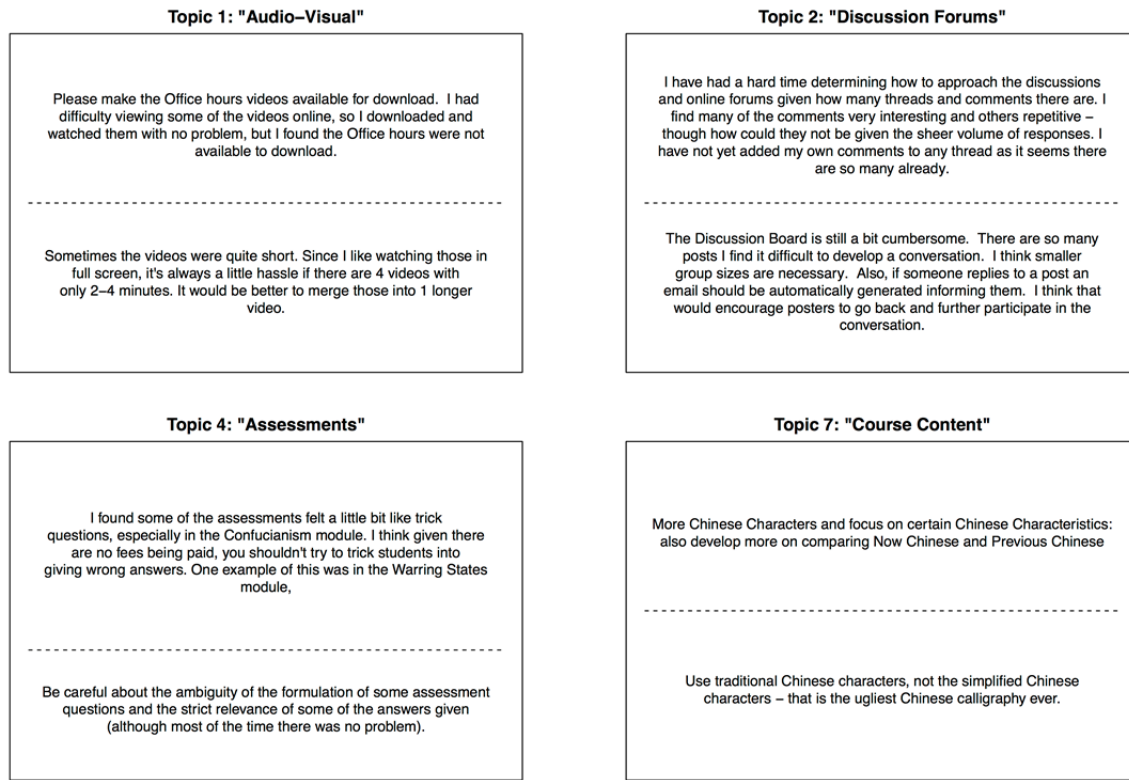 Topic 1: "Audio–Visual"
Please make the Office hours videos available for download.  I had
difficulty viewing some of the videos online, so I downloaded and
watched them with no problem, but I found the Office hours were not
available to download.
Sometimes the videos were quite short. Since I like watching those in
full screen, it's always a little hassle if there are 4 videos with
only 2–4 minutes. It would be better to merge those into 1 longer
video.
Topic 2: "Discussion Forums"
I have had a hard time determining how to approach the discussions
and online forums given how many threads and comments there are. I
find many of the comments very interesting and others repetitive –
though how could they not be given the sheer volume of responses. I
have not yet added my own comments to any thread as it seems there
are so many already.
The Discussion Board is still a bit cumbersome.  There are so many
posts I find it difficult to develop a conversation.  I think smaller
group sizes are necessary.  Also, if someone replies to a post an
email should be automatically generated informing them.  I think that
would encourage posters to go back and further participate in the
conversation.
Topic 4: "Assessments"
I found some of the assessments felt a little bit like trick
questions, especially in the Confucianism module. I think given there
are no fees being paid, you shouldn't try to trick students into
giving wrong answers. One example of this was in the Warring States
module,
Be careful about the ambiguity of the formulation of some assessment
questions and the strict relevance of some of the answers given
(although most of the time there was no problem).
Topic 7: "Course Content"
More Chinese Characters and focus on certain Chinese Characteristics:
also develop more on comparing Now Chinese and Previous Chinese
Use traditional Chinese characters, not the simplified Chinese
characters – that is the ugliest Chinese calligraphy ever.